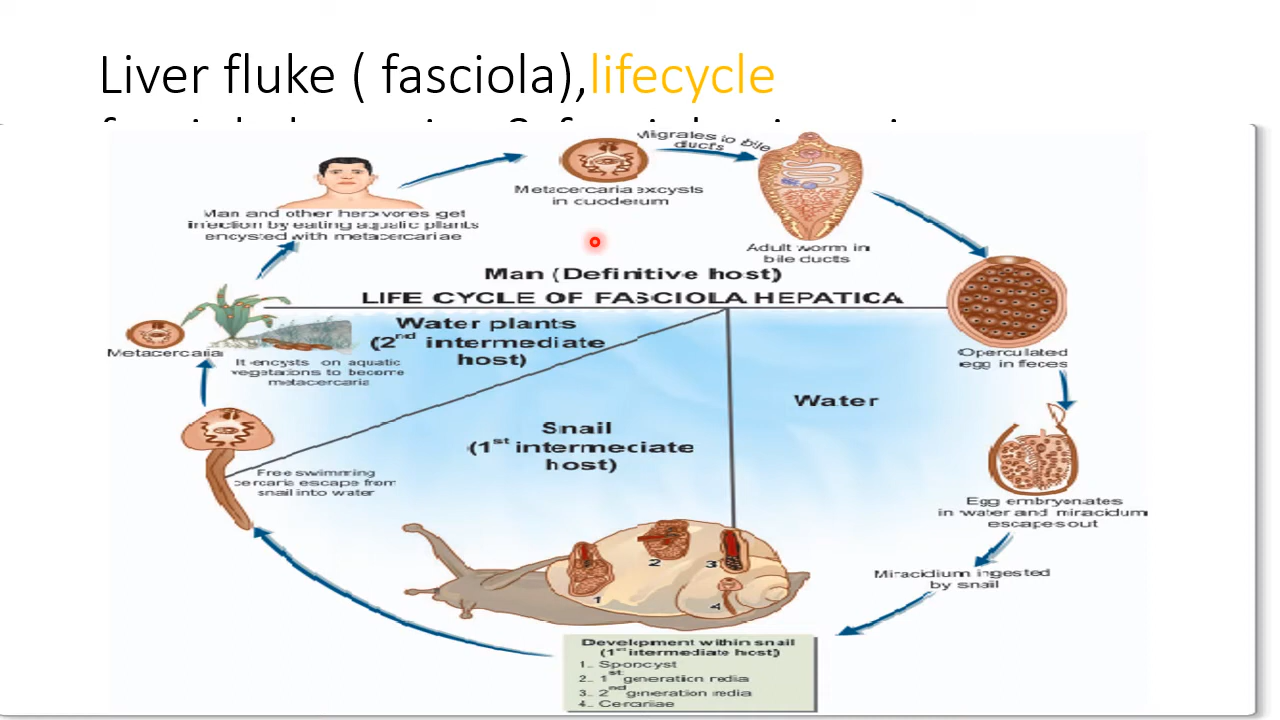 Liver fluke ( fasciola),lifecycle
Migrates to bile
ducts
Metacercaria excysts
in duodenum
Man and other herbivores get
infection by eating aquatic plants
encysted with metacercariae
Adult worm in
bile ducts
Man (Definitive host)
LIFE CYCLE OF FASCIOLA HEPATICA
Water plants
(2nd intermediate
host)
Metacercaria
It encysts on aquatic
vegetations to become
metacercaria
Operculated
egg in feces
Water
Snail
(1st intermediate
host)
Free swimming
cercaria escape from
snail into water
Egg embryonates
in water and miracidium
escapes out
Miracidium ingested
by snail
1
2
3
4
Development within snail
(1st intermediate host)
1. Sporocyst
2. 1st generation redia
3. 2nd generation redia
4. Cercariae